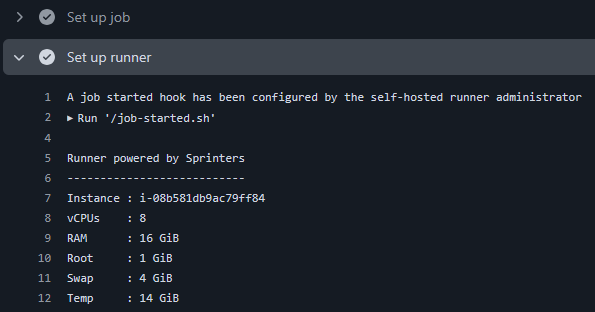 Set up job
Set up runner
1 A job started hook has been configured by the self-hosted runner administrator
2 ▶ Run '/job-started.sh'
4
5 Runner powered by Sprinters
6 ---------------------------
7 Instance : i-08b581db9ac79ff84
8 vCPUs    : 8
9 RAM      : 16 GiB
10 Root     : 1 GiB
11 Swap     : 4 GiB
12 Temp     : 14 GiB